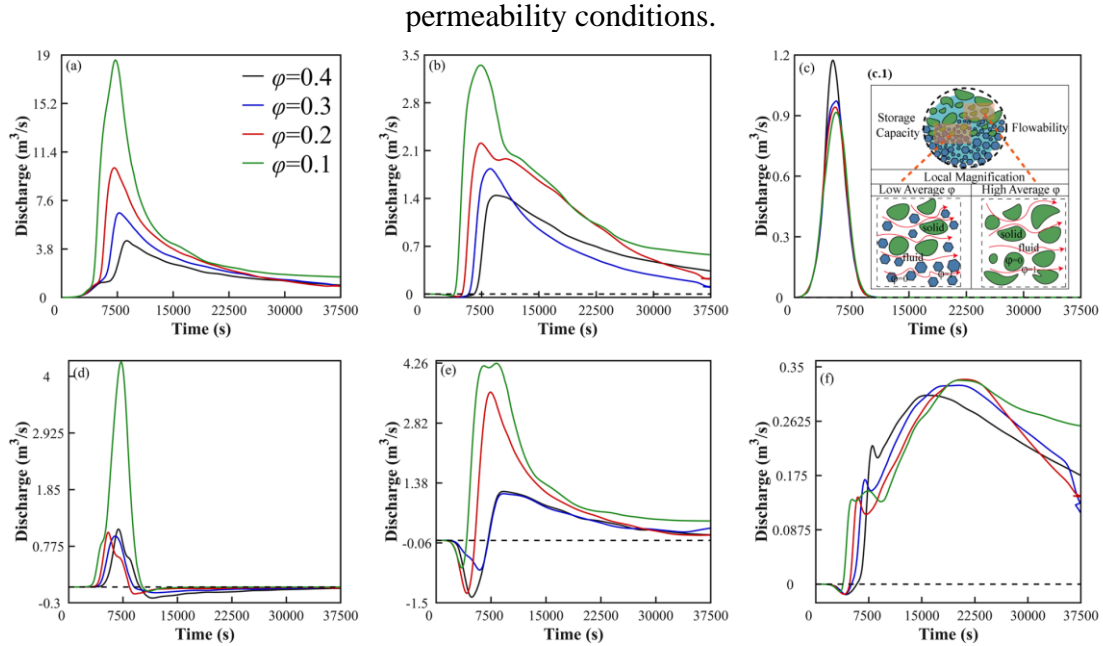 permeability conditions.
(a)
19
15.2
11.4
7.6
3.8
0
Discharge (m³/s)
φ=0.4
φ=0.3
φ=0.2
φ=0.1
0 7500 15000 22500 30000 37500
Time (s)
(b)
3.5
2.8
2.1
1.4
0.7
0
Discharge (m³/s)
0 7500 15000 22500 30000 37500
Time (s)
(c)
1.2
0.9
0.6
0.3
0
Discharge (m³/s)
(c.1)
Storage
Capacity
Flowability
Local Magnification
Low Average φ
High Average φ
solid
fluid
solid
fluid
φ=0
φ=1
0 7500 15000 22500 30000 37500
Time (s)
(d)
4
2.925
1.85
0.775
-0.3
Discharge (m³/s)
0 7500 15000 22500 30000 37500
Time (s)
(e)
4.26
2.82
1.38
-0.06
-1.5
Discharge (m³/s)
0 7500 15000 22500 30000 37500
Time (s)
(f)
0.35
0.2625
0.175
0.0875
0
Discharge (m³/s)
0 7500 15000 22500 30000 37500
Time (s)